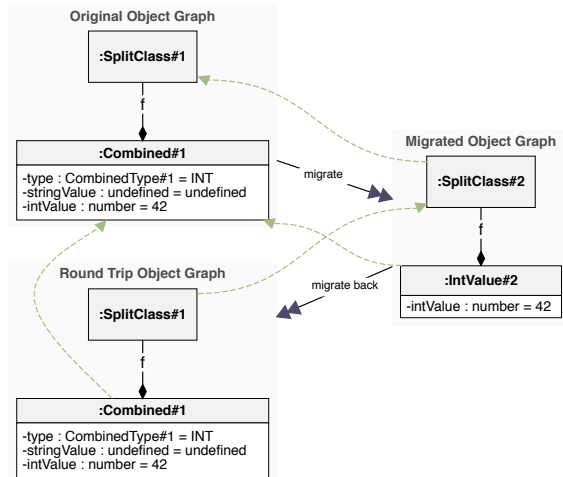 Original Object Graph
:SplitClass#1
f
:Combined#1
-type : CombinedType#1 = INT
-stringValue : undefined = undefined
-intValue : number = 42
migrate
Migrated Object Graph
:SplitClass#2
f
:IntValue#2
-intValue : number = 42
migrate back
Round Trip Object Graph
:SplitClass#1
f
:Combined#1
-type : CombinedType#1 = INT
-stringValue : undefined = undefined
-intValue : number = 42